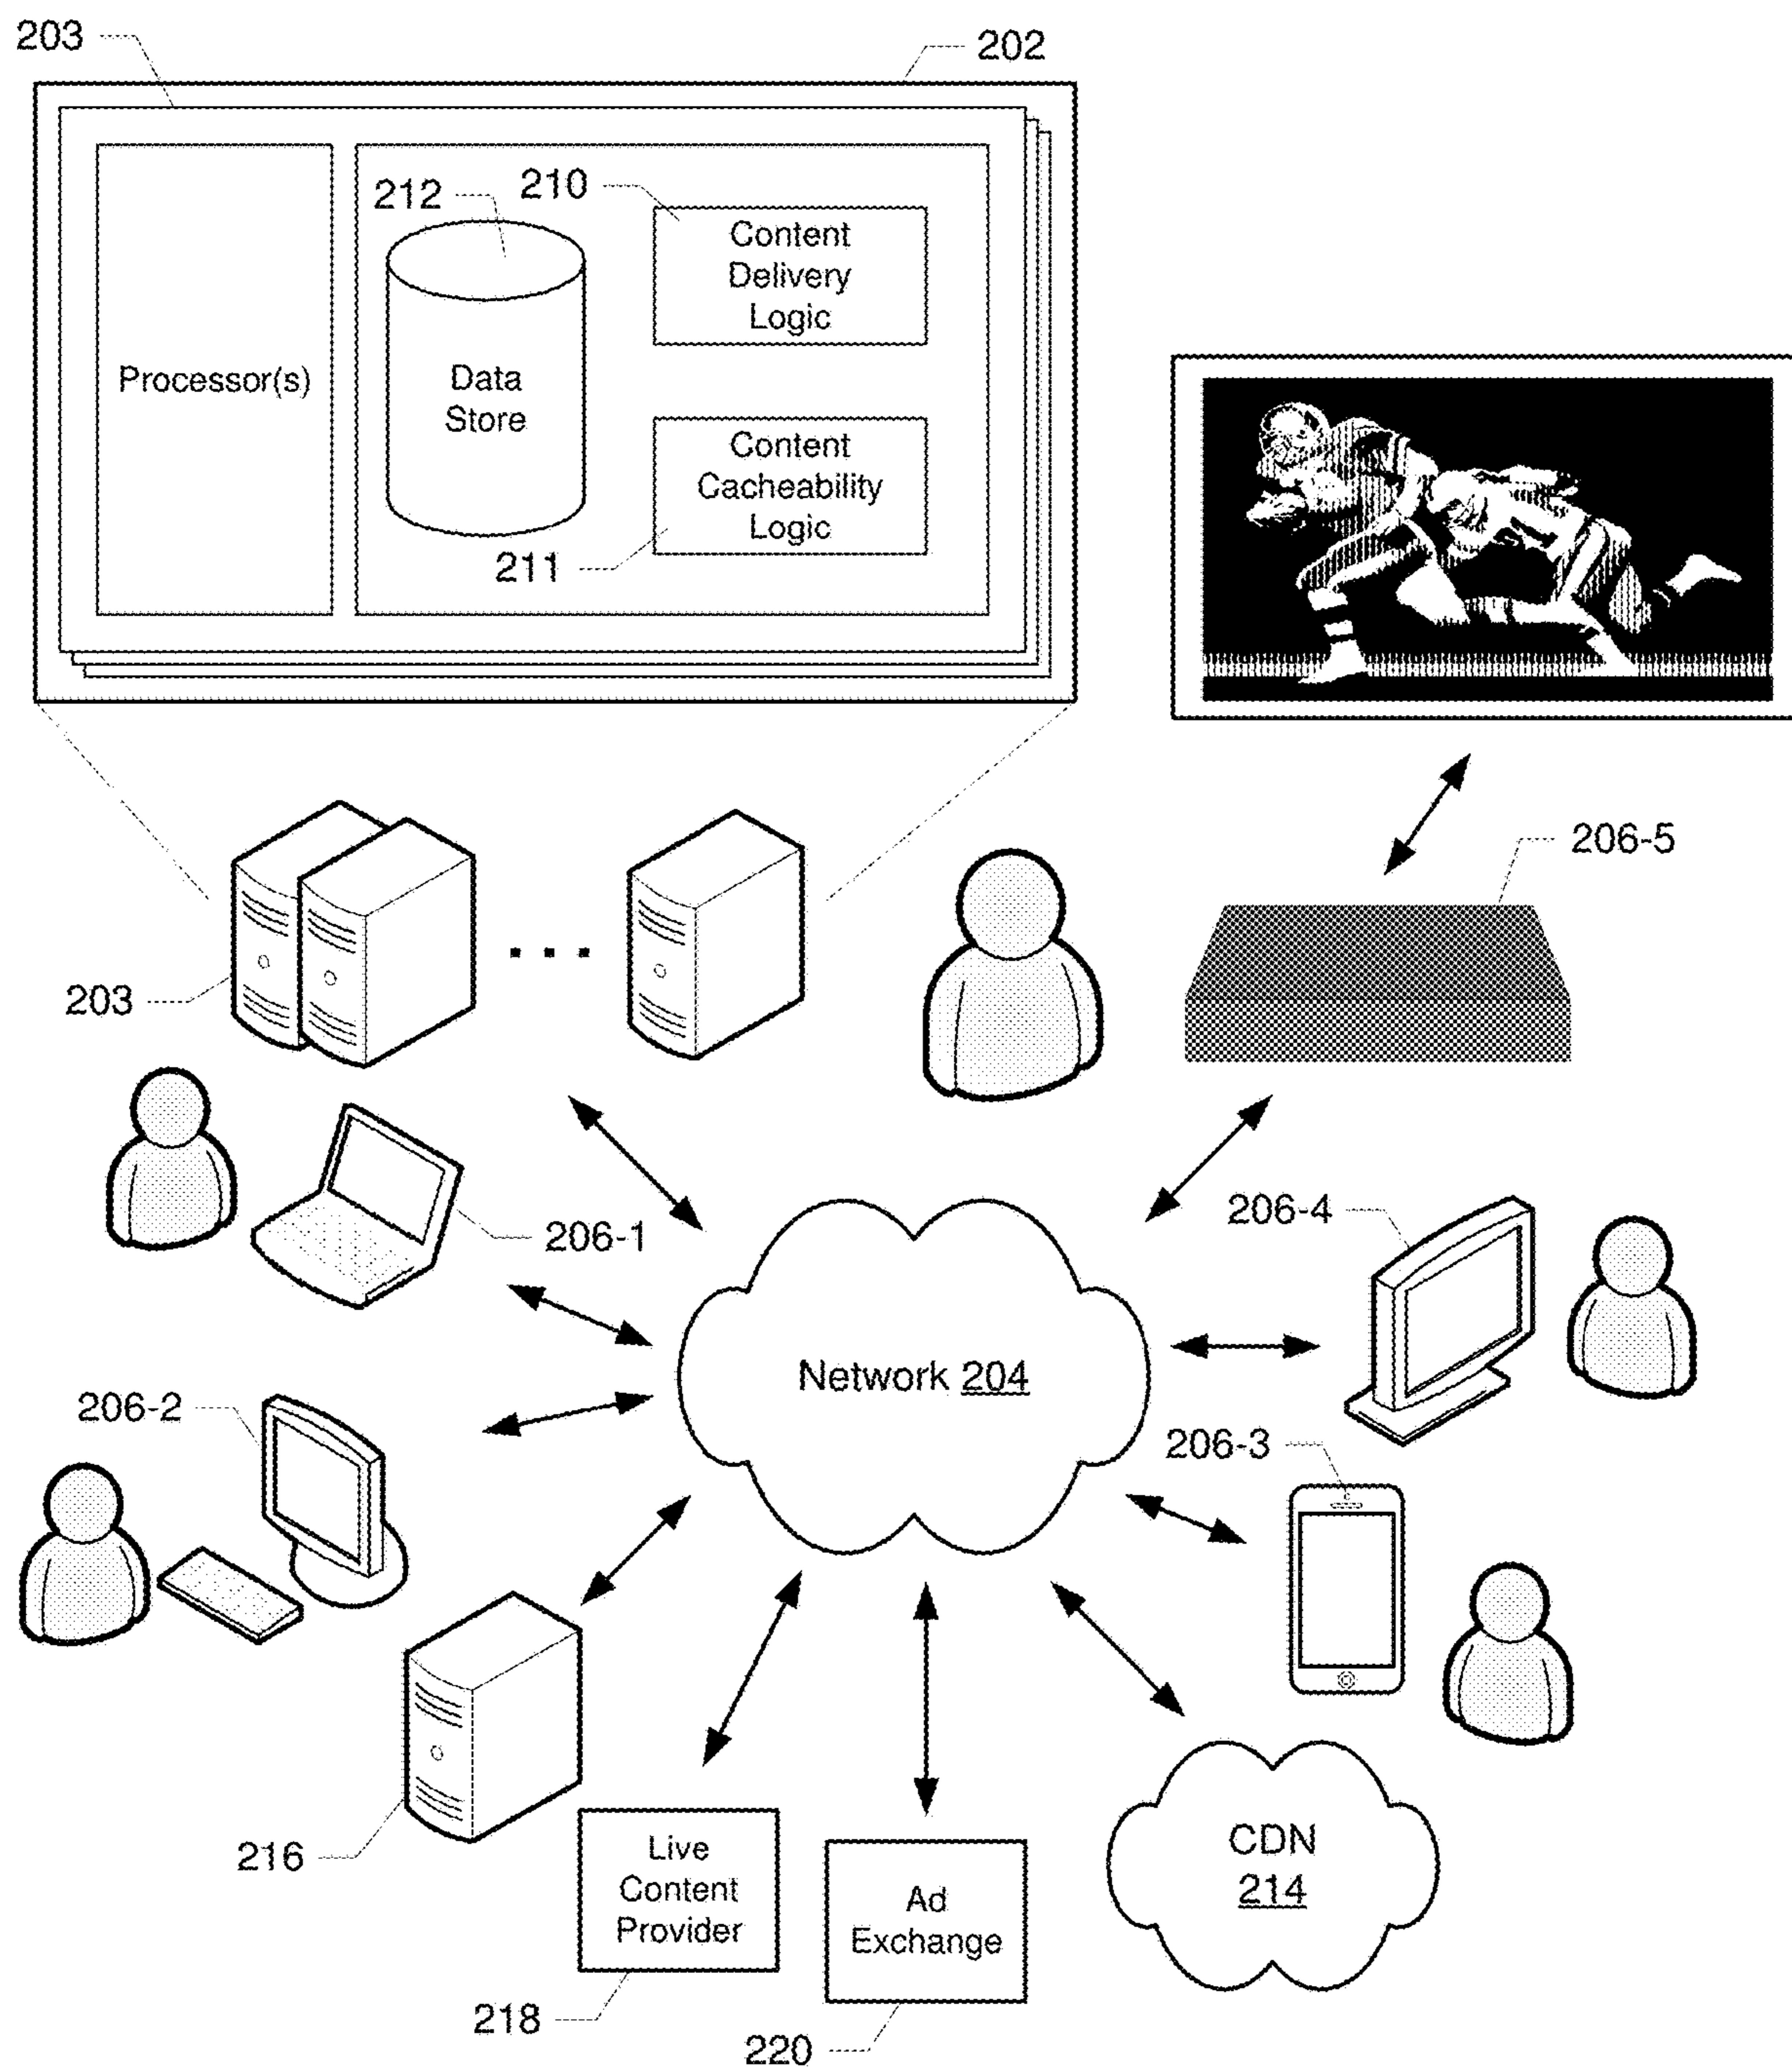 203
202
212
210
Content
Delivery
Logic
Processor(s)
Data
Store
Content
Cacheability
Logic
211
206-5
203
206-1
206-4
Network 204
206-2
206-3
216
Live
Content
Provider
Ad
Exchange
CDN
214
218
220